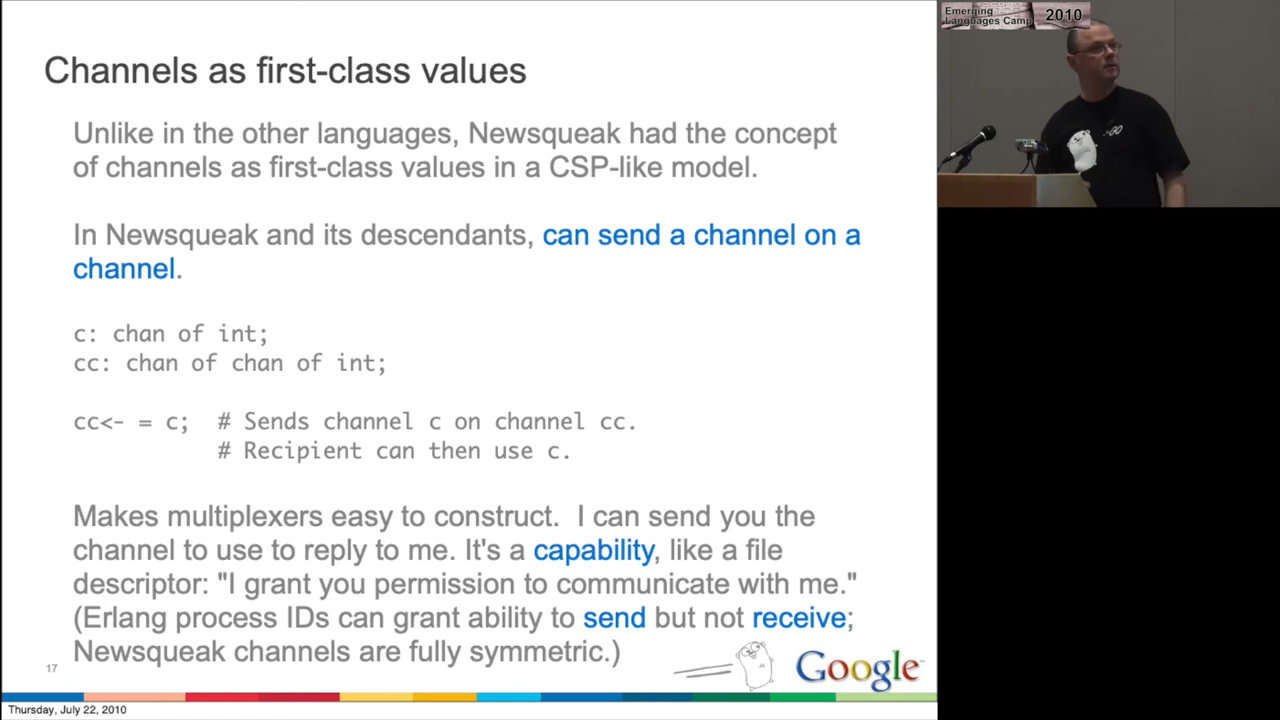 Emerging
Languages Camp 2010
Channels as first-class values
Unlike in the other languages, Newsqueak had the concept
of channels as first-class values in a CSP-like model.
In Newsqueak and its descendants, can send a channel on a
channel.
c: chan of int;
cc: chan of chan of int;
cc<- = c;  # Sends channel c on channel cc.
# Recipient can then use c.
Makes multiplexers easy to construct.  I can send you the
channel to use to reply to me. It's a capability, like a file
descriptor: "I grant you permission to communicate with me."
(Erlang process IDs can grant ability to send but not receive;
Newsqueak channels are fully symmetric.)
17
Google
Thursday, July 22, 2010
GO